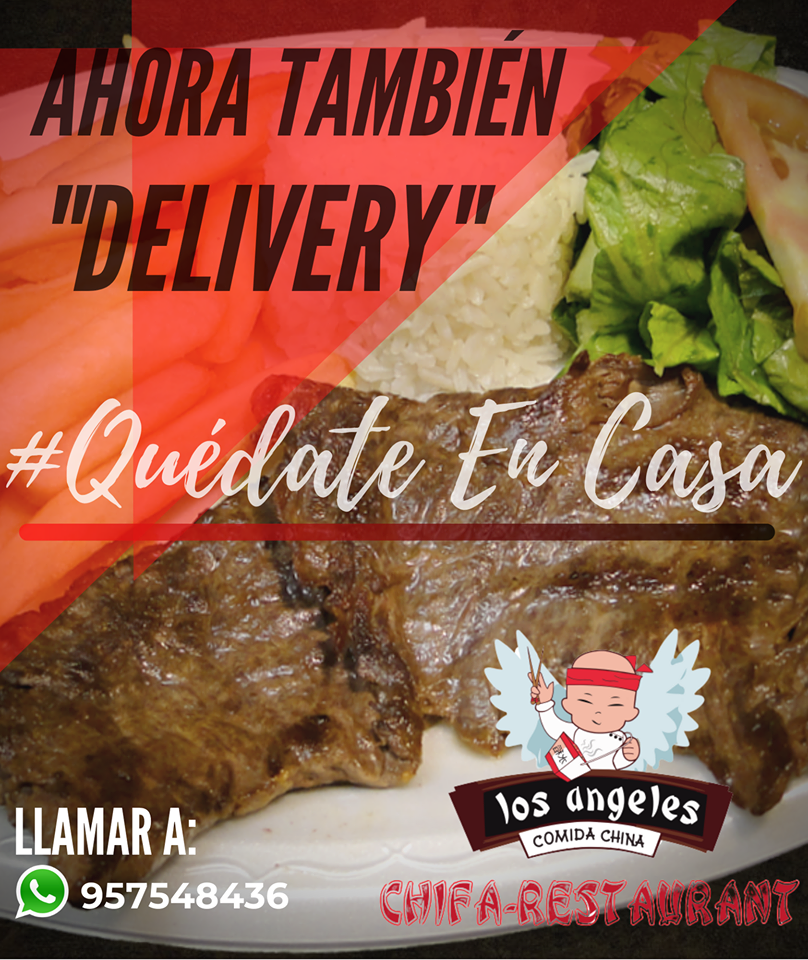 AHORA TAMBIÉN
"DELIVERY"
#Quédate En Casa
los angeles
COMIDA CHINA
LLAMAR A:
957548436
CHIFA-RESTAURANT